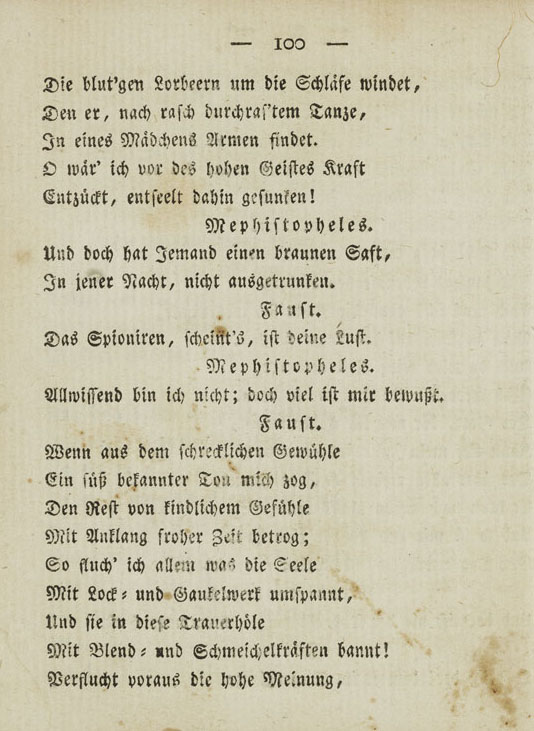 — 100 —
Die blut'gen Lorbeern um die Schläfe windet,
Den er, nach rasch durchras'tem Tanze,
In eines Mädchens Armen findet.
O wär' ich vor des hohen Geistes Kraft
Entzückt, entseelt dahin gesunken!
Mephistopheles.
Und doch hat Jemand einen braunen Saft,
In jener Nacht, nicht ausgetrunken.
Faust.
Das Spioniren, scheint's, ist deine Lust.
Mephistopheles.
Allwissend bin ich nicht; doch viel ist mir bewußt.
Faust.
Wenn aus dem schrecklichen Gewühle
Ein süß bekannter Ton mich zog,
Den Rest von kindlichem Gefühle
Mit Anklang froher Zeit betrog;
So fluch' ich allem was die Seele
Mit Lock- und Gaukelwerk umspannt,
Und sie in diese Trauerhöle
Mit Blend- und Schmeichelkräften bannt!
Verflucht voraus die hohe Meinung,